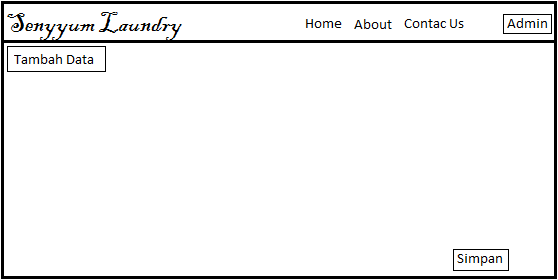 Senyyum Laundry
Home About Contac Us Admin
Tambah Data
Simpan